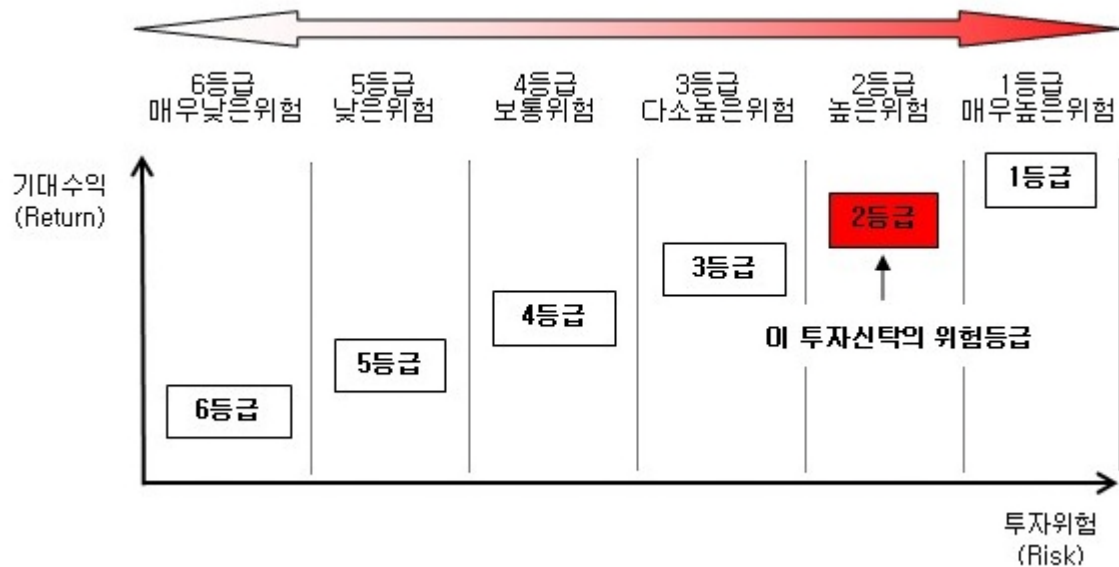 6등급
매우낮은위험
5등급
낮은위험
4등급
보통위험
3등급
다소높은위험
2등급
높은위험
1등급
매우높은위험
기대수익
(Return)
1등급
2등급
3등급
4등급
이 투자신탁의 위험등급
5등급
6등급
투자위험
(Risk)